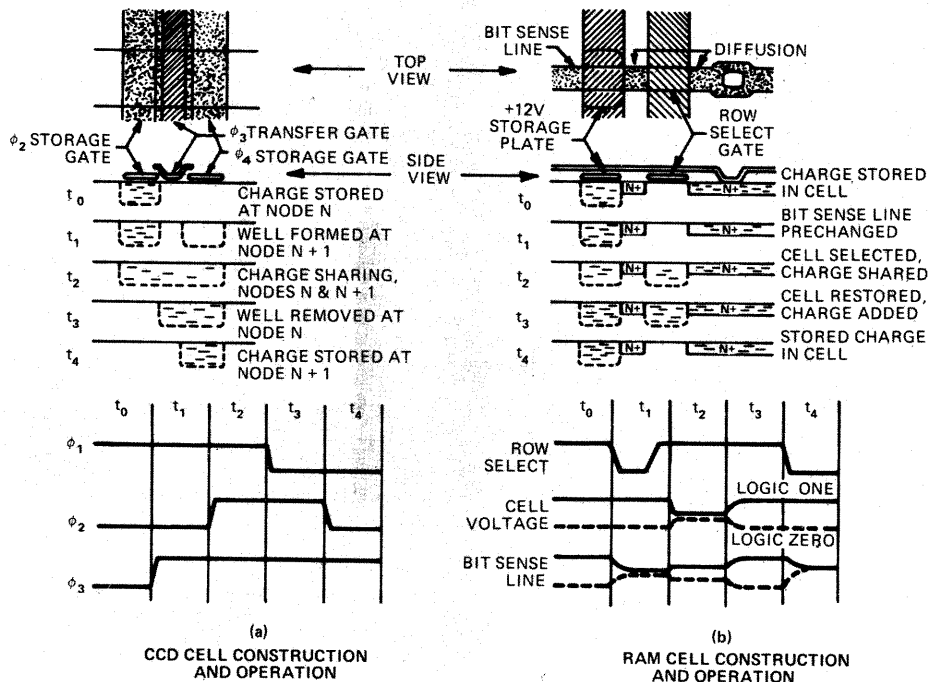 BIT SENSE
LINE
DIFFUSION
TOP
VIEW
ϕ2 STORAGE
GATE
ϕ3 TRANSFER GATE
ϕ4 STORAGE GATE
+12V
STORAGE
PLATE
ROW
SELECT
GATE
SIDE
VIEW
t0
CHARGE STORED
AT NODE N
t1
WELL FORMED AT
NODE N + 1
t2
CHARGE SHARING,
NODES N & N + 1
t3
WELL REMOVED AT
NODE N
t4
CHARGE STORED AT
NODE N + 1
t0
N+
N+
CHARGE STORED
IN CELL
t1
N+
N+
BIT SENSE LINE
PRECHANGED
t2
N+
N+
CELL SELECTED,
CHARGE SHARED
t3
N+
N+
CELL RESTORED,
CHARGE ADDED
t4
N+
N+
STORED CHARGE
IN CELL
t0 t1 t2 t3 t4
ϕ1
ϕ2
ϕ3
(a)
CCD CELL CONSTRUCTION
AND OPERATION
t0 t1 t2 t3 t4
ROW
SELECT
LOGIC ONE
CELL
VOLTAGE
LOGIC ZERO
BIT SENSE
LINE
(b)
RAM CELL CONSTRUCTION
AND OPERATION